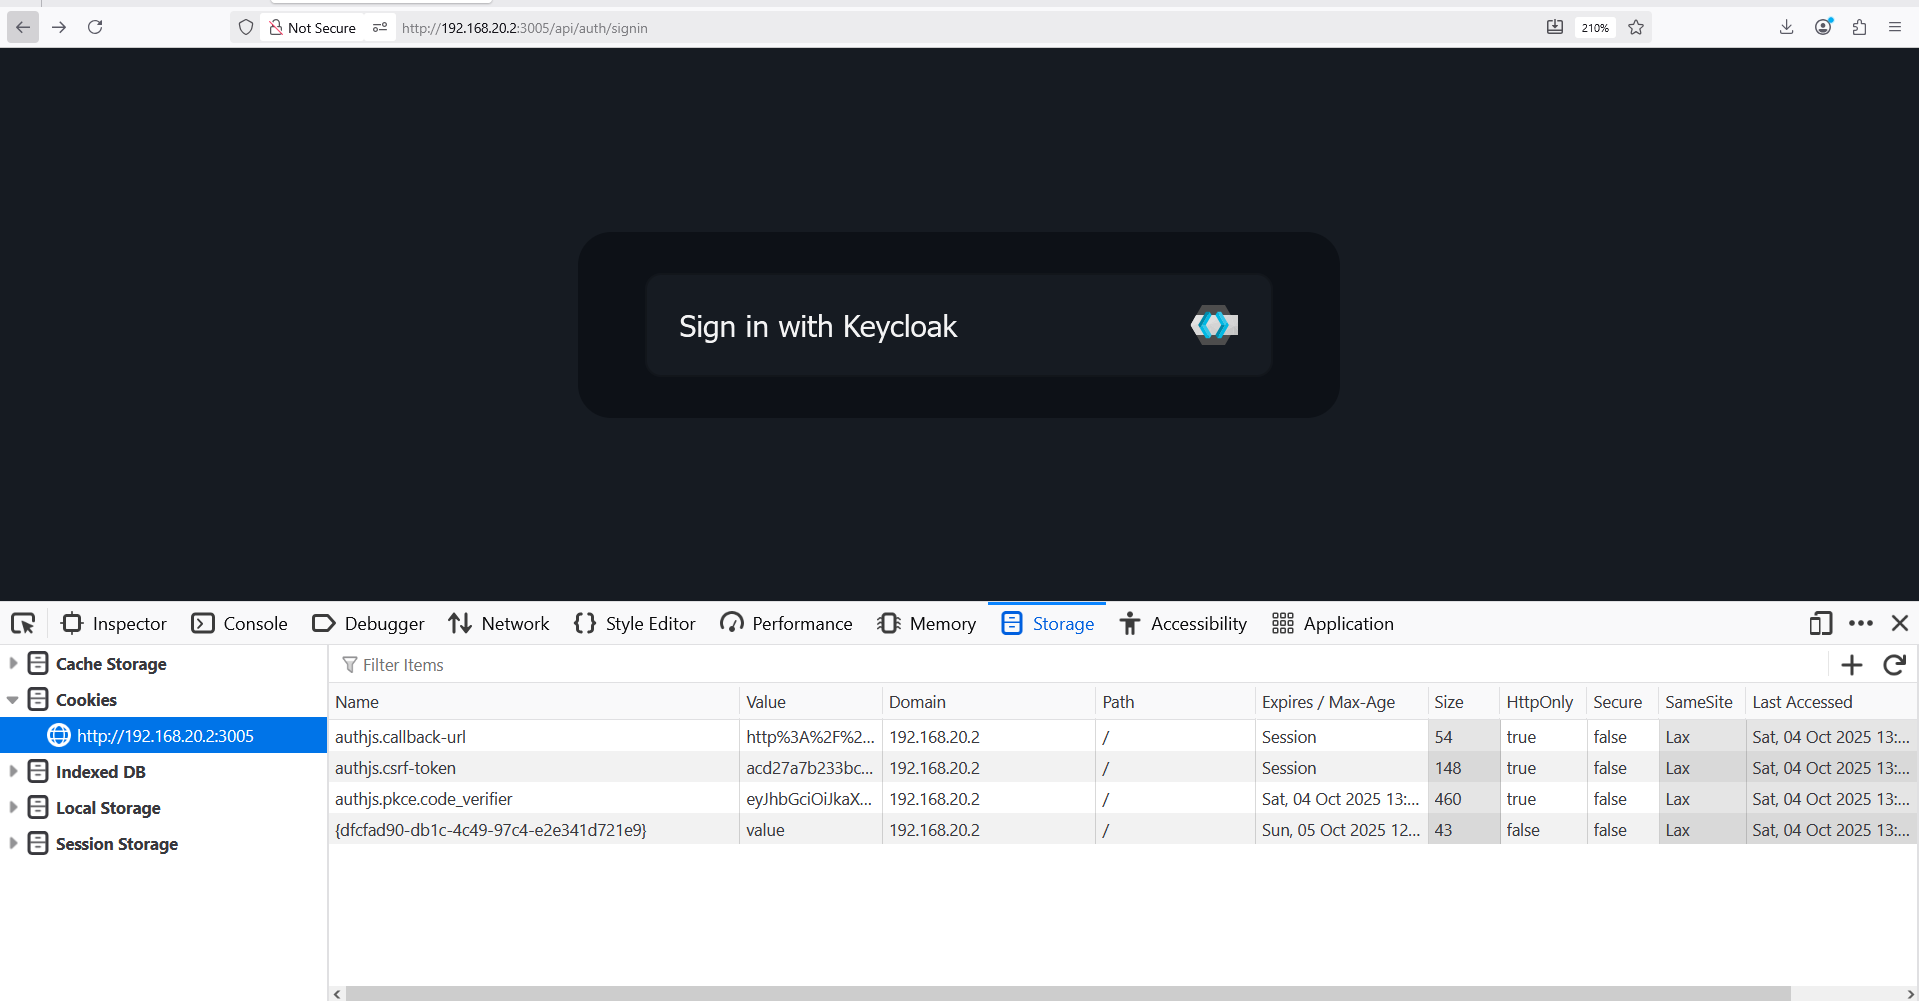 Not Secure
http://192.168.20.2:3005/api/auth/signin
210%
Sign in with Keycloak
Inspector Console Debugger Network Style Editor Performance Memory Storage Accessibility Application
Cache Storage
Cookies
http://192.168.20.2:3005
Indexed DB
Local Storage
Session Storage
Filter Items
Name Value Domain Path Expires / Max-Age Size HttpOnly Secure SameSite Last Accessed
authjs.callback-url http%3A%2F%2... 192.168.20.2 / Session 54 true false Lax Sat, 04 Oct 2025 13:...
authjs.csrf-token acd27a7b233bc... 192.168.20.2 / Session 148 true false Lax Sat, 04 Oct 2025 13:...
authjs.pkce.code_verifier eyJhbGciOiJkaX... 192.168.20.2 / Sat, 04 Oct 2025 13:... 460 true false Lax Sat, 04 Oct 2025 13:...
{dfcfad90-db1c-4c49-97c4-e2e341d721e9} value 192.168.20.2 / Sun, 05 Oct 2025 12... 43 false false Lax Sat, 04 Oct 2025 13:...